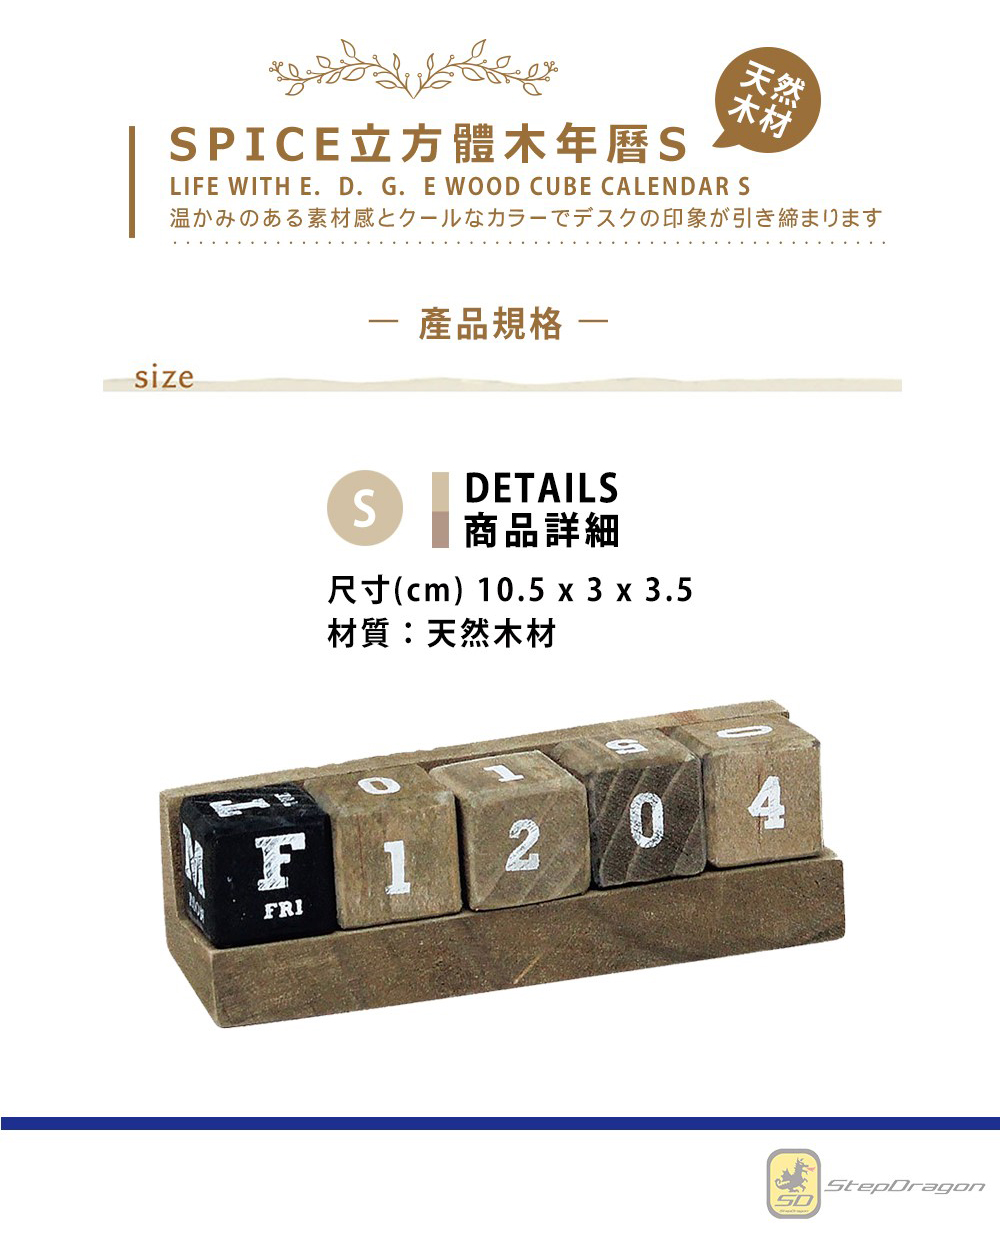 天然
木材
SPICE立方體木年曆S
LIFE WITH E. D. G. E WOOD CUBE CALENDAR S
温かみのある素材感とクールなカラーでデスクの印象が引き締まります
— 產品規格 —
size
S
DETAILS
商品詳細
尺寸(cm) 10.5 x 3 x 3.5
材質：天然木材
0 1 5 0
M F 1 2 0 4
FRI
SD
StepDragon